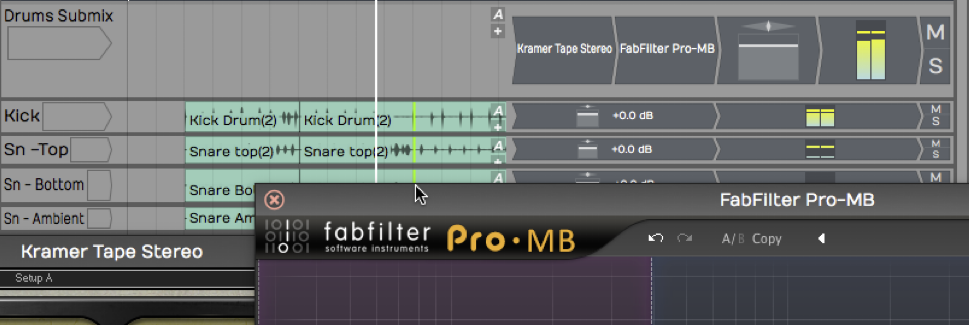 Drums Submix
A
+
Kramer Tape Stereo
FabFilter Pro-MB
M
S
Kick
Kick Drum(2)
Kick Drum(2)
A
+
+0.0 dB
M
S
Sn -Top
Snare top(2)
Snare top(2)
A
+
+0.0 dB
M
S
Sn - Bottom
Snare Bo
A
M
Sn - Ambient
Snare Am
FabFilter Pro-MB
fabfilter
software instruments
Pro·MB
A/B Copy
Kramer Tape Stereo
Setup A